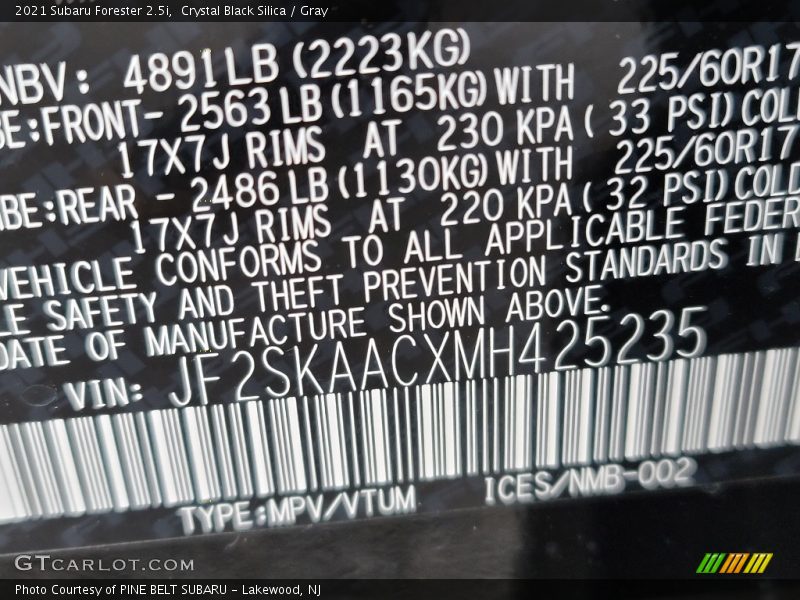 2021 Subaru Forester 2.5i, Crystal Black Silica / Gray
NBV: 4891LB (2223KG)
BE:FRONT- 2563 LB (1165KG) WITH 225/60R17
17X7J RIMS AT 230 KPA ( 33 PSI) COLD
BE:REAR - 2486 LB (1130KG) WITH 225/60R17
17X7J RIMS AT 220 KPA ( 32 PSI) COLD
VEHICLE CONFORMS TO ALL APPLICABLE FEDER
LE SAFETY AND THEFT PREVENTION STANDARDS IN
DATE OF MANUFACTURE SHOWN ABOVE.
VIN: JF2SKAACXMH425235
TYPE:MPV/VTUM ICES/NMB-002
GTCARLOT.COM
Photo Courtesy of PINE BELT SUBARU - Lakewood, NJ